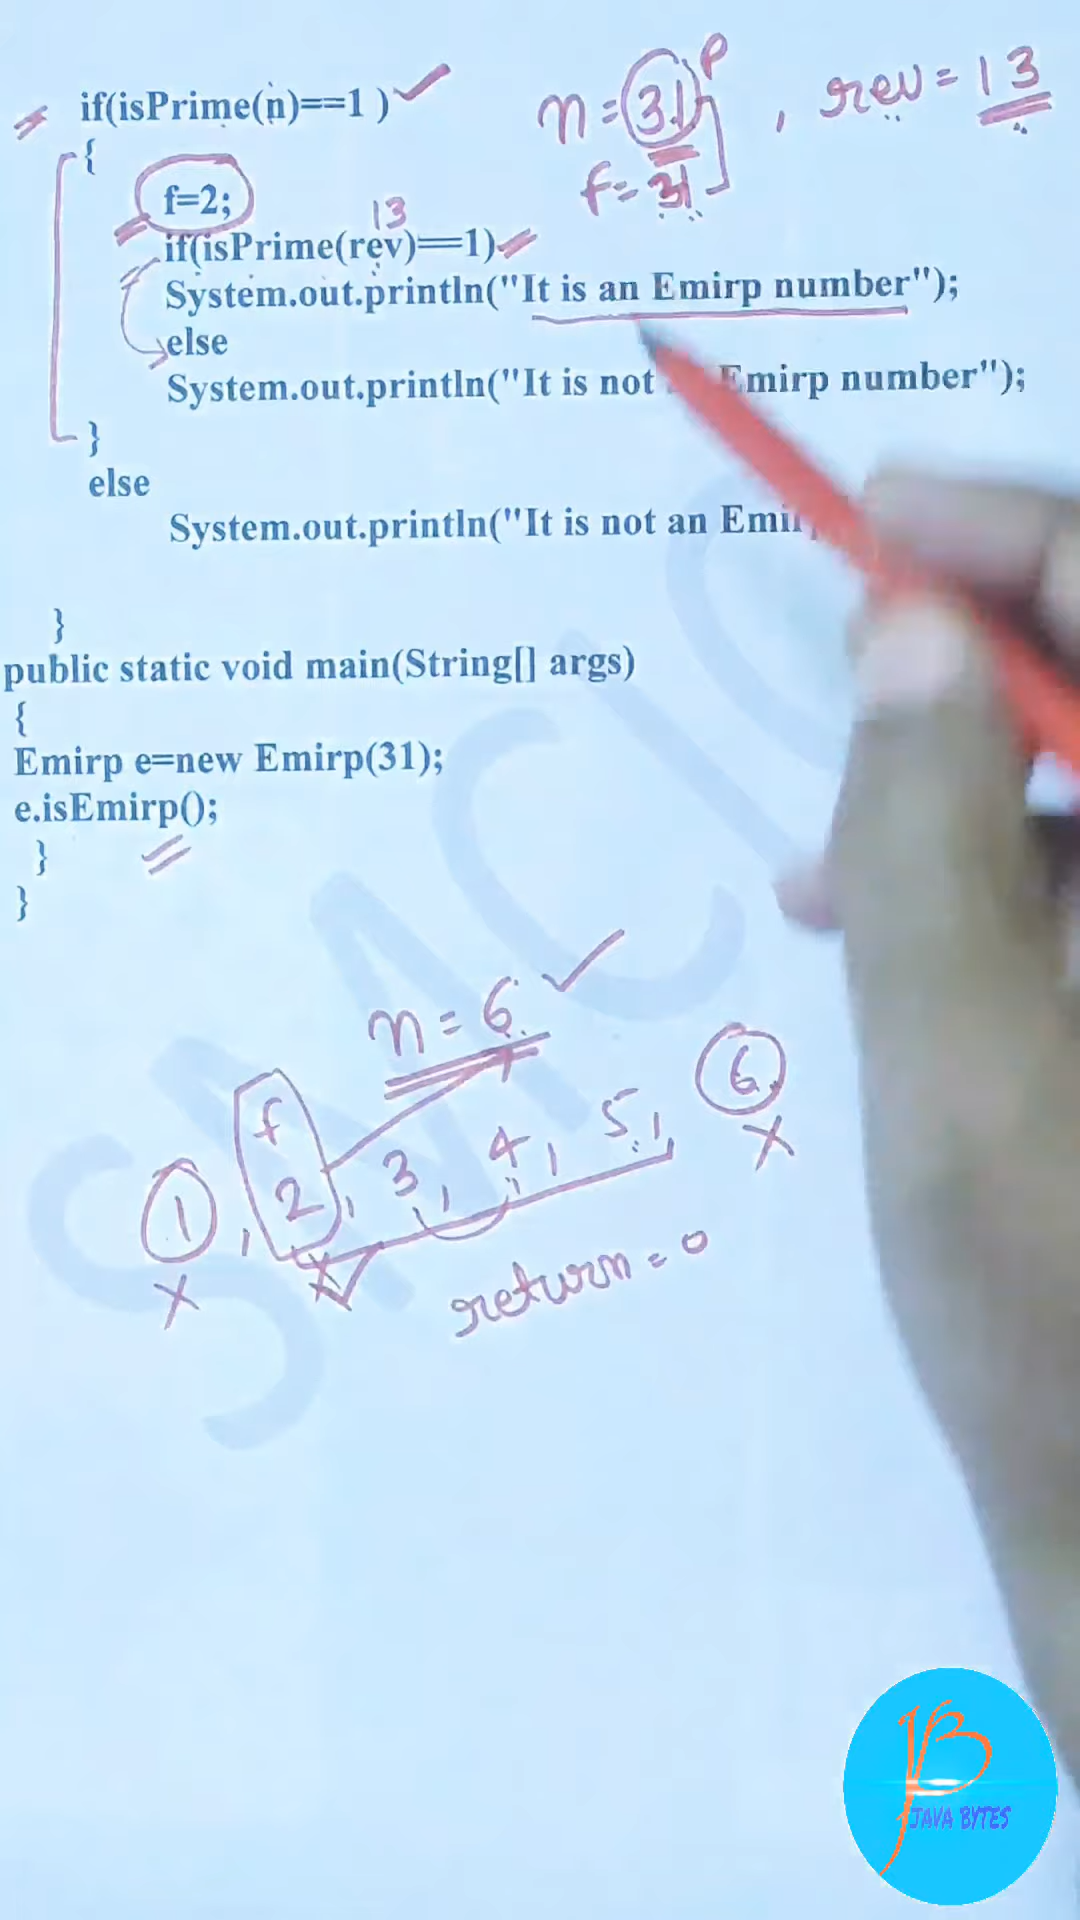 if(isPrime(n)==1 )
n=31 P , rev=13
{
f=31
f=2;
13
if(isPrime(rev)==1)
System.out.println("It is an Emirp number");
else
System.out.println("It is not Emirp number");
}
else
System.out.println("It is not an
}
public static void main(String[] args)
{
Emirp e=new Emirp(31);
e.isEmirp();
}
}
n=6
f
1, 2, 3, 4, 5, 6
x x
return=0
SMCIC
JB
JAVA BYTES